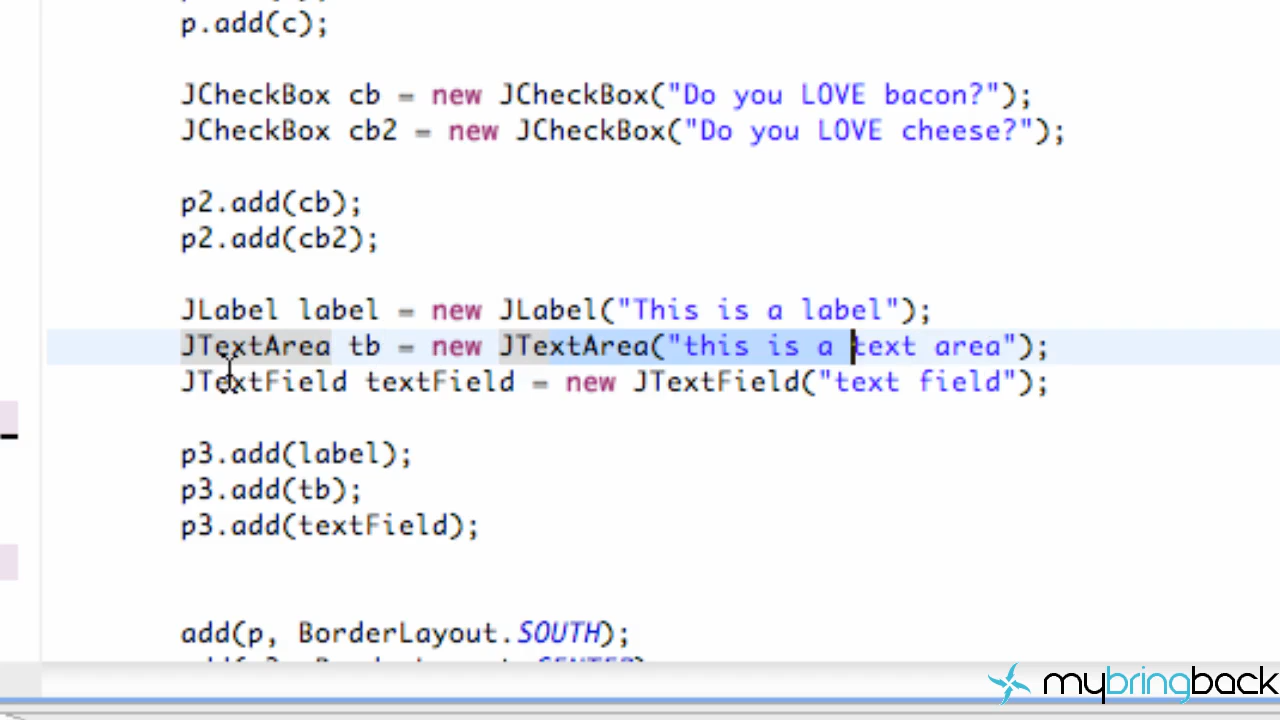 p.add(c);
JCheckBox cb = new JCheckBox("Do you LOVE bacon?");
JCheckBox cb2 = new JCheckBox("Do you LOVE cheese?");
p2.add(cb);
p2.add(cb2);
JLabel label = new JLabel("This is a label");
JTextArea tb = new JTextArea("this is a text area");
JTextField textField = new JTextField("text field");
p3.add(label);
p3.add(tb);
p3.add(textField);
add(p, BorderLayout.SOUTH);
mybringback